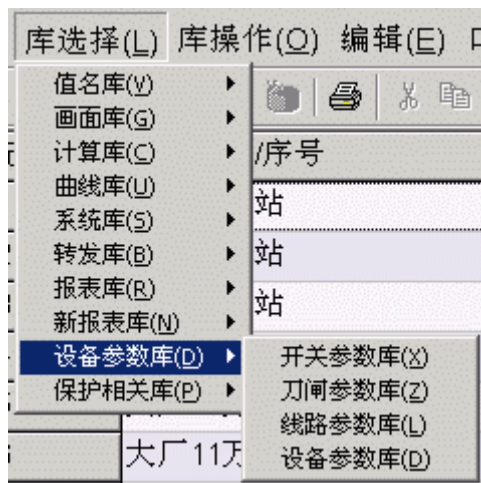 库选择(L) 库操作(O) 编辑(E)
值名库(V)
画面库(G)
计算库(C)
/序号
曲线库(U)
站
系统库(S)
转发库(B)
站
报表库(R)
站
新报表库(N)
设备参数库(D)
开关参数库(X)
保护相关库(P)
刀闸参数库(Z)
线路参数库(L)
大厂11万
设备参数库(D)